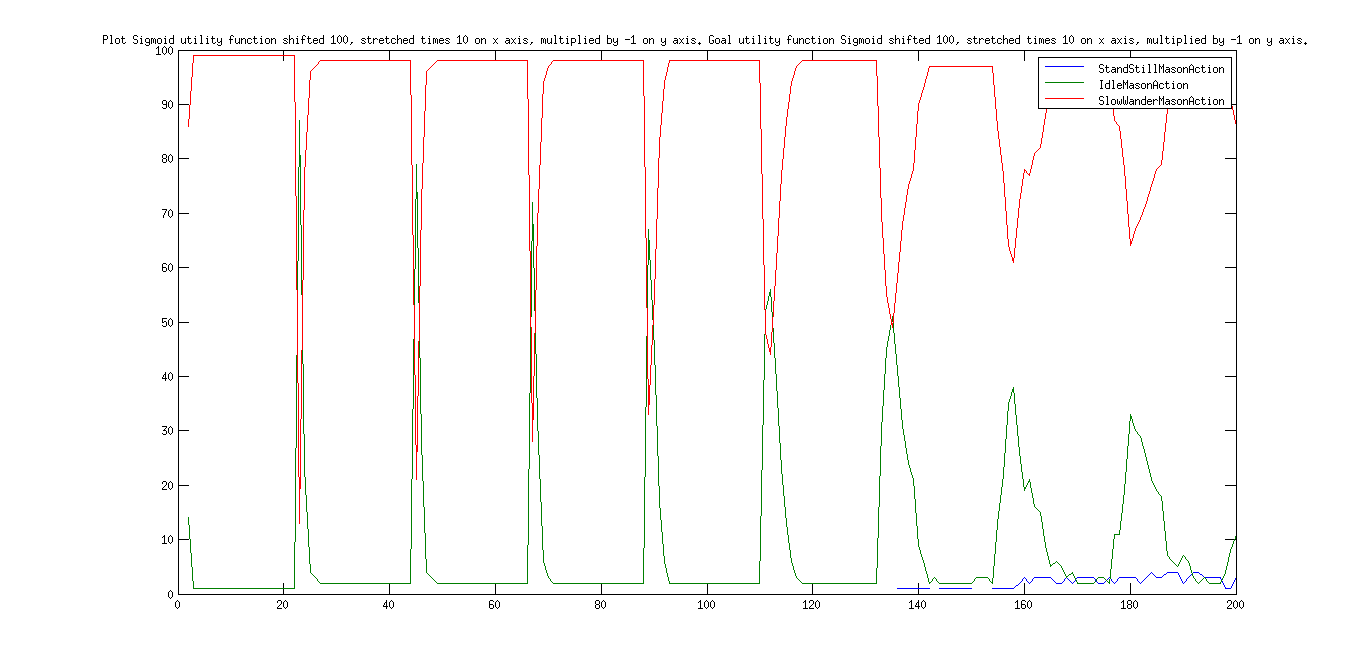 Plot Sigmoid utility function shifted 100, stretched times 10 on x axis, multiplied by -1 on y axis. Goal utility function Sigmoid shifted 100, stretched times 10 on x axis, multiplied by -1 on y axis.
100
StandStillMasonAction
IdleMasonAction
SlowWanderMasonAction
90
80
70
60
50
40
30
20
10
0
0 20 40 60 80 100 120 140 160 180 200